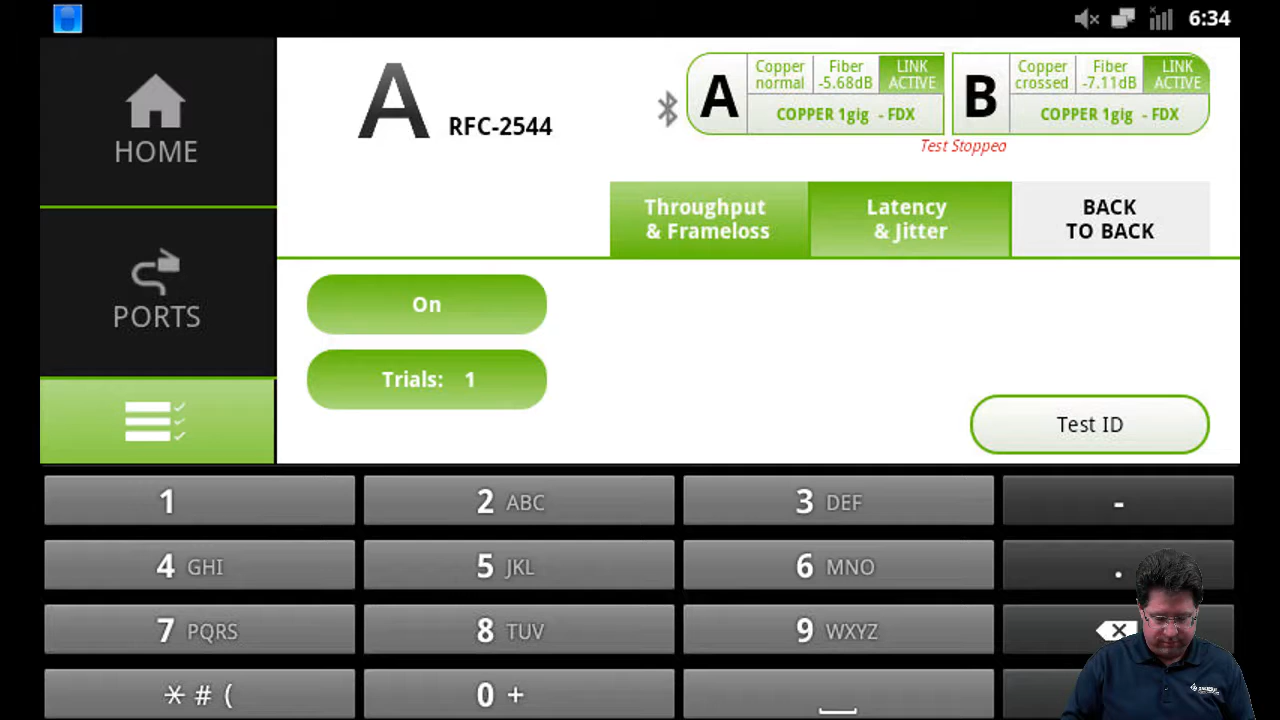 6:34
HOME
PORTS
A RFC-2544
A
Copper normal
Fiber -5.68dB
LINK ACTIVE
COPPER 1gig - FDX
B
Copper crossed
Fiber -7.11dB
LINK ACTIVE
COPPER 1gig - FDX
Test Stopped
Throughput
& Frameloss
Latency
& Jitter
BACK
TO BACK
On
Trials: 1
Test ID
1
2 ABC
3 DEF
-
4 GHI
5 JKL
6 MNO
.
7 PQRS
8 TUV
9 WXYZ
* # (
0 +